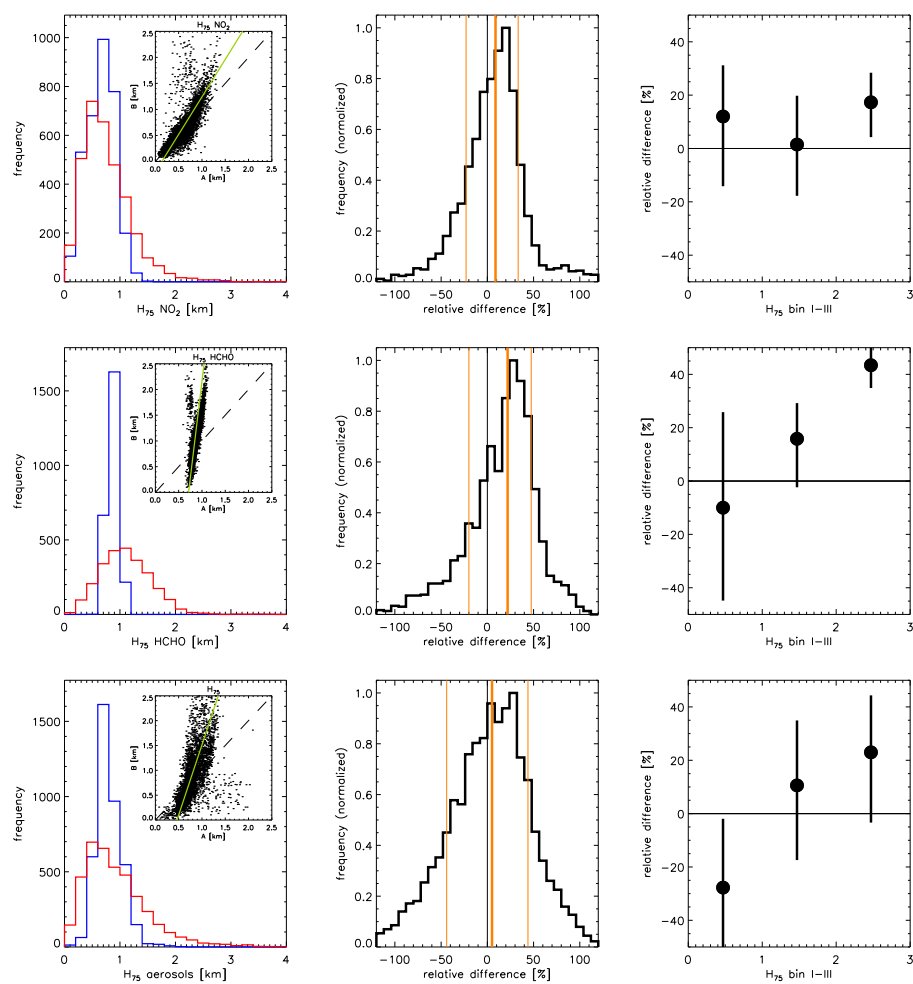 H₇₅ NO₂
2.5
2.0
1.5
1.0
0.5
0.0
B [km]
0.0 0.5 1.0 1.5 2.0 2.5
A [km]
1000
800
600
400
200
0
frequency
0 1 2 3 4
H₇₅ NO₂ [km]
1.0
0.8
0.6
0.4
0.2
0.0
frequency (normalized)
−100 −50 0 50 100
relative difference [%]
40
20
0
−20
−40
relative difference [%]
0 1 2 3
H₇₅ bin I−III
H₇₅ HCHO
2.5
2.0
1.5
1.0
0.5
0.0
B [km]
0.0 0.5 1.0 1.5 2.0 2.5
A [km]
1500
1000
500
0
frequency
0 1 2 3 4
H₇₅ HCHO [km]
1.0
0.8
0.6
0.4
0.2
0.0
frequency (normalized)
−100 −50 0 50 100
relative difference [%]
40
20
0
−20
−40
relative difference [%]
0 1 2 3
H₇₅ bin I−III
H₇₅
2.5
2.0
1.5
1.0
0.5
0.0
B [km]
0.0 0.5 1.0 1.5 2.0 2.5
A [km]
1500
1000
500
0
frequency
0 1 2 3 4
H₇₅ aerosols [km]
1.0
0.8
0.6
0.4
0.2
0.0
frequency (normalized)
−100 −50 0 50 100
relative difference [%]
40
20
0
−20
−40
relative difference [%]
0 1 2 3
H₇₅ bin I−III